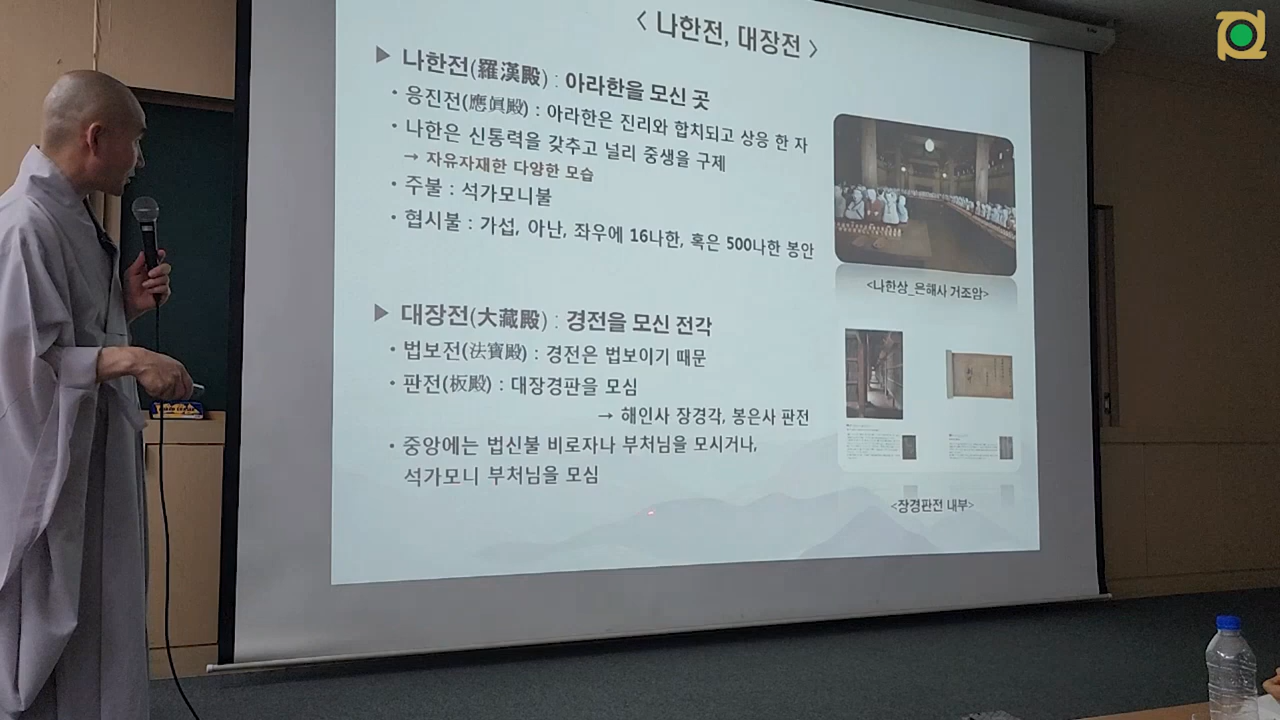 < 나한전, 대장전 >
▶ 나한전(羅漢殿) : 아라한을 모신 곳
• 응진전(應眞殿) : 아라한은 진리와 합치되고 상응 한 자
• 나한은 신통력을 갖추고 널리 중생을 구제
→ 자유자재한 다양한 모습
• 주불 : 석가모니불
• 협시불 : 가섭, 아난, 좌우에 16나한, 혹은 500나한 봉안
<나한상_은해사 거조암>
▶ 대장전(大藏殿) : 경전을 모신 전각
• 법보전(法寶殿) : 경전은 법보이기 때문
• 판전(板殿) : 대장경판을 모심
→ 해인사 장경각, 봉은사 판전
• 중앙에는 법신불 비로자나 부처님을 모시거나,
석가모니 부처님을 모심
<장경판전 내부>